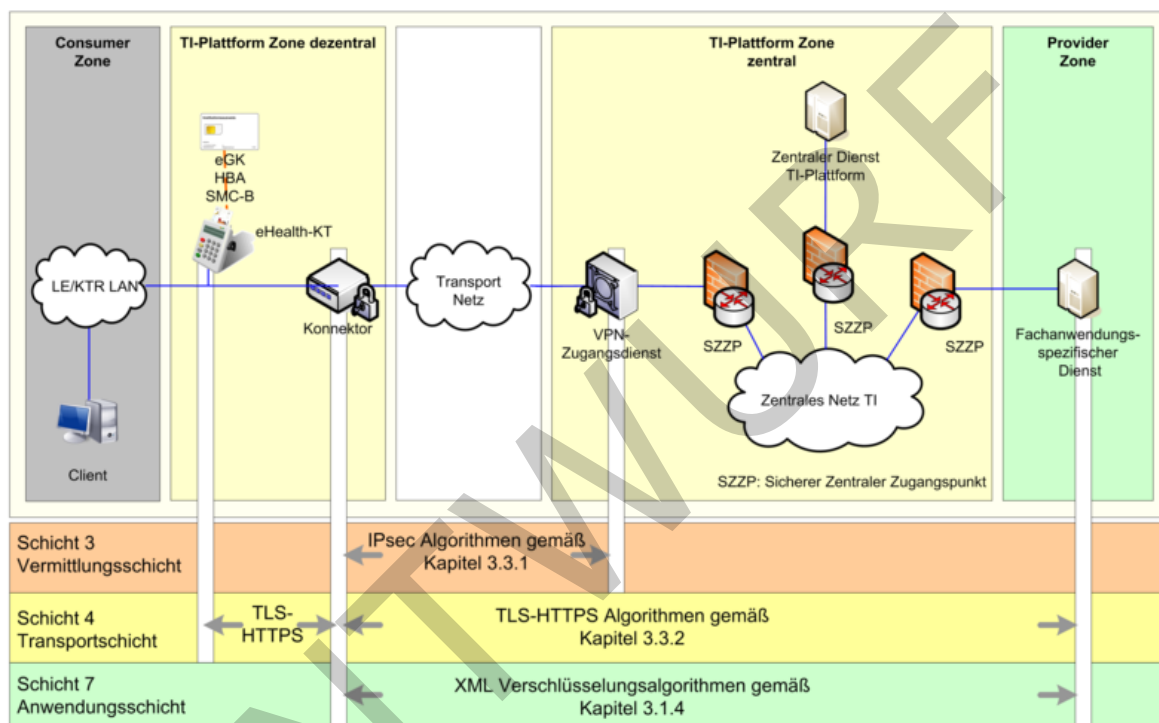 Consumer
Zone
TI-Plattform Zone dezentral
TI-Plattform Zone
zentral
Provider
Zone
eGK
HBA
SMC-B
eHealth-KT
LE/KTR LAN
Konnektor
Transport
Netz
VPN-
Zugangsdienst
Zentraler Dienst
TI-Plattform
SZZP
SZZP
SZZP
Fachanwendungs-
spezifischer
Dienst
Zentrales Netz TI
Client
SZZP: Sicherer Zentraler Zugangspunkt
Schicht 3
Vermittlungsschicht
IPsec Algorithmen gemäß
Kapitel 3.3.1
Schicht 4
Transportschicht
TLS-
HTTPS
TLS-HTTPS Algorithmen gemäß
Kapitel 3.3.2
Schicht 7
Anwendungsschicht
XML Verschlüsselungsalgorithmen gemäß
Kapitel 3.1.4
ENTWURF